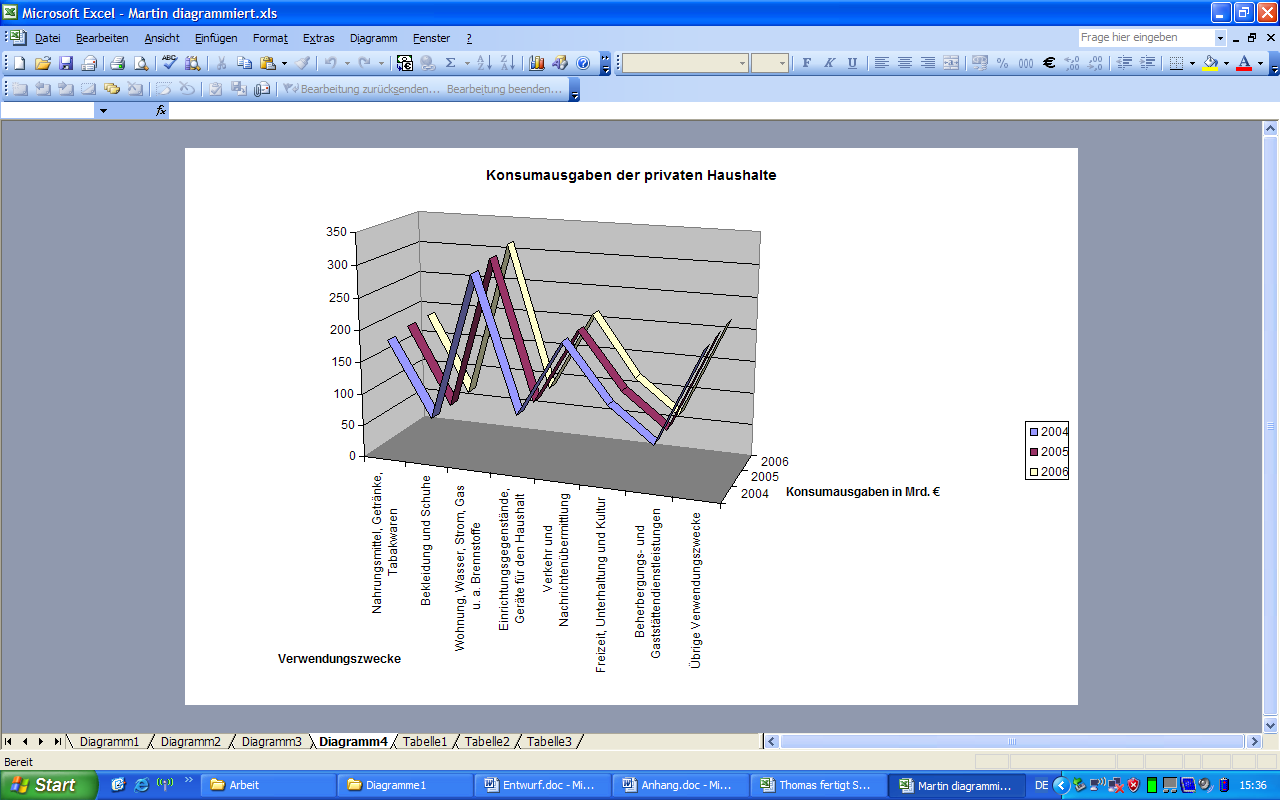 Microsoft Excel - Martin diagrammiert.xls
Datei Bearbeiten Ansicht Einfügen Format Extras Diagramm Fenster ?
Frage hier eingeben
F K U
% 000 €
Bearbeitung zurücksenden... Bearbeitung beenden...
fx
Konsumausgaben der privaten Haushalte
350
300
250
200
150
100
50
0
2006
2005
2004
Konsumausgaben in Mrd. €
2004
2005
2006
Nahrungsmittel, Getränke,
Tabakwaren
Bekleidung und Schuhe
Wohnung, Wasser, Strom, Gas
u. a. Brennstoffe
Einrichtungsgegenstände,
Geräte für den Haushalt
Verkehr und
Nachrichtenübermittlung
Freizeit, Unterhaltung und Kultur
Beherbergungs- und
Gaststättendienstleistungen
Übrige Verwendungszwecke
Verwendungszwecke
Diagramm1 Diagramm2 Diagramm3 Diagramm4 Tabelle1 Tabelle2 Tabelle3
Bereit
Start
Arbeit
Diagramme1
Entwurf.doc - Mi...
Anhang.doc - Mi...
Thomas fertigt S...
Martin diagrammi...
DE
15:36